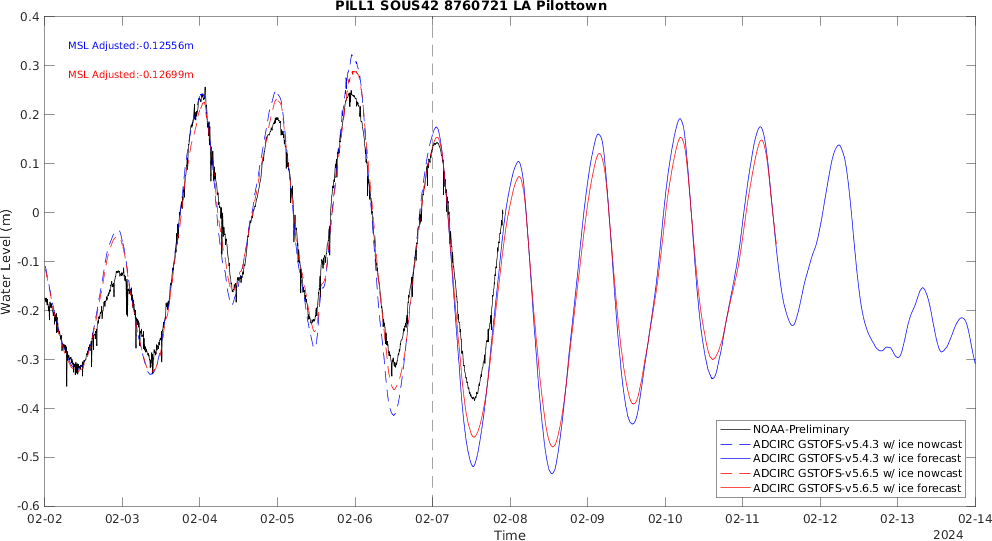 PILL1 SOUS42 8760721 LA Pilottown
MSL Adjusted:-0.12556m
MSL Adjusted:-0.12699m
Water Level (m)
0.4
0.3
0.2
0.1
0
-0.1
-0.2
-0.3
-0.4
-0.5
-0.6
NOAA-Preliminary
ADCIRC GSTOFS-v5.4.3 w/ ice nowcast
ADCIRC GSTOFS-v5.4.3 w/ ice forecast
ADCIRC GSTOFS-v5.6.5 w/ ice nowcast
ADCIRC GSTOFS-v5.6.5 w/ ice forecast
02-02 02-03 02-04 02-05 02-06 02-07 02-08 02-09 02-10 02-11 02-12 02-13 02-14
Time
2024